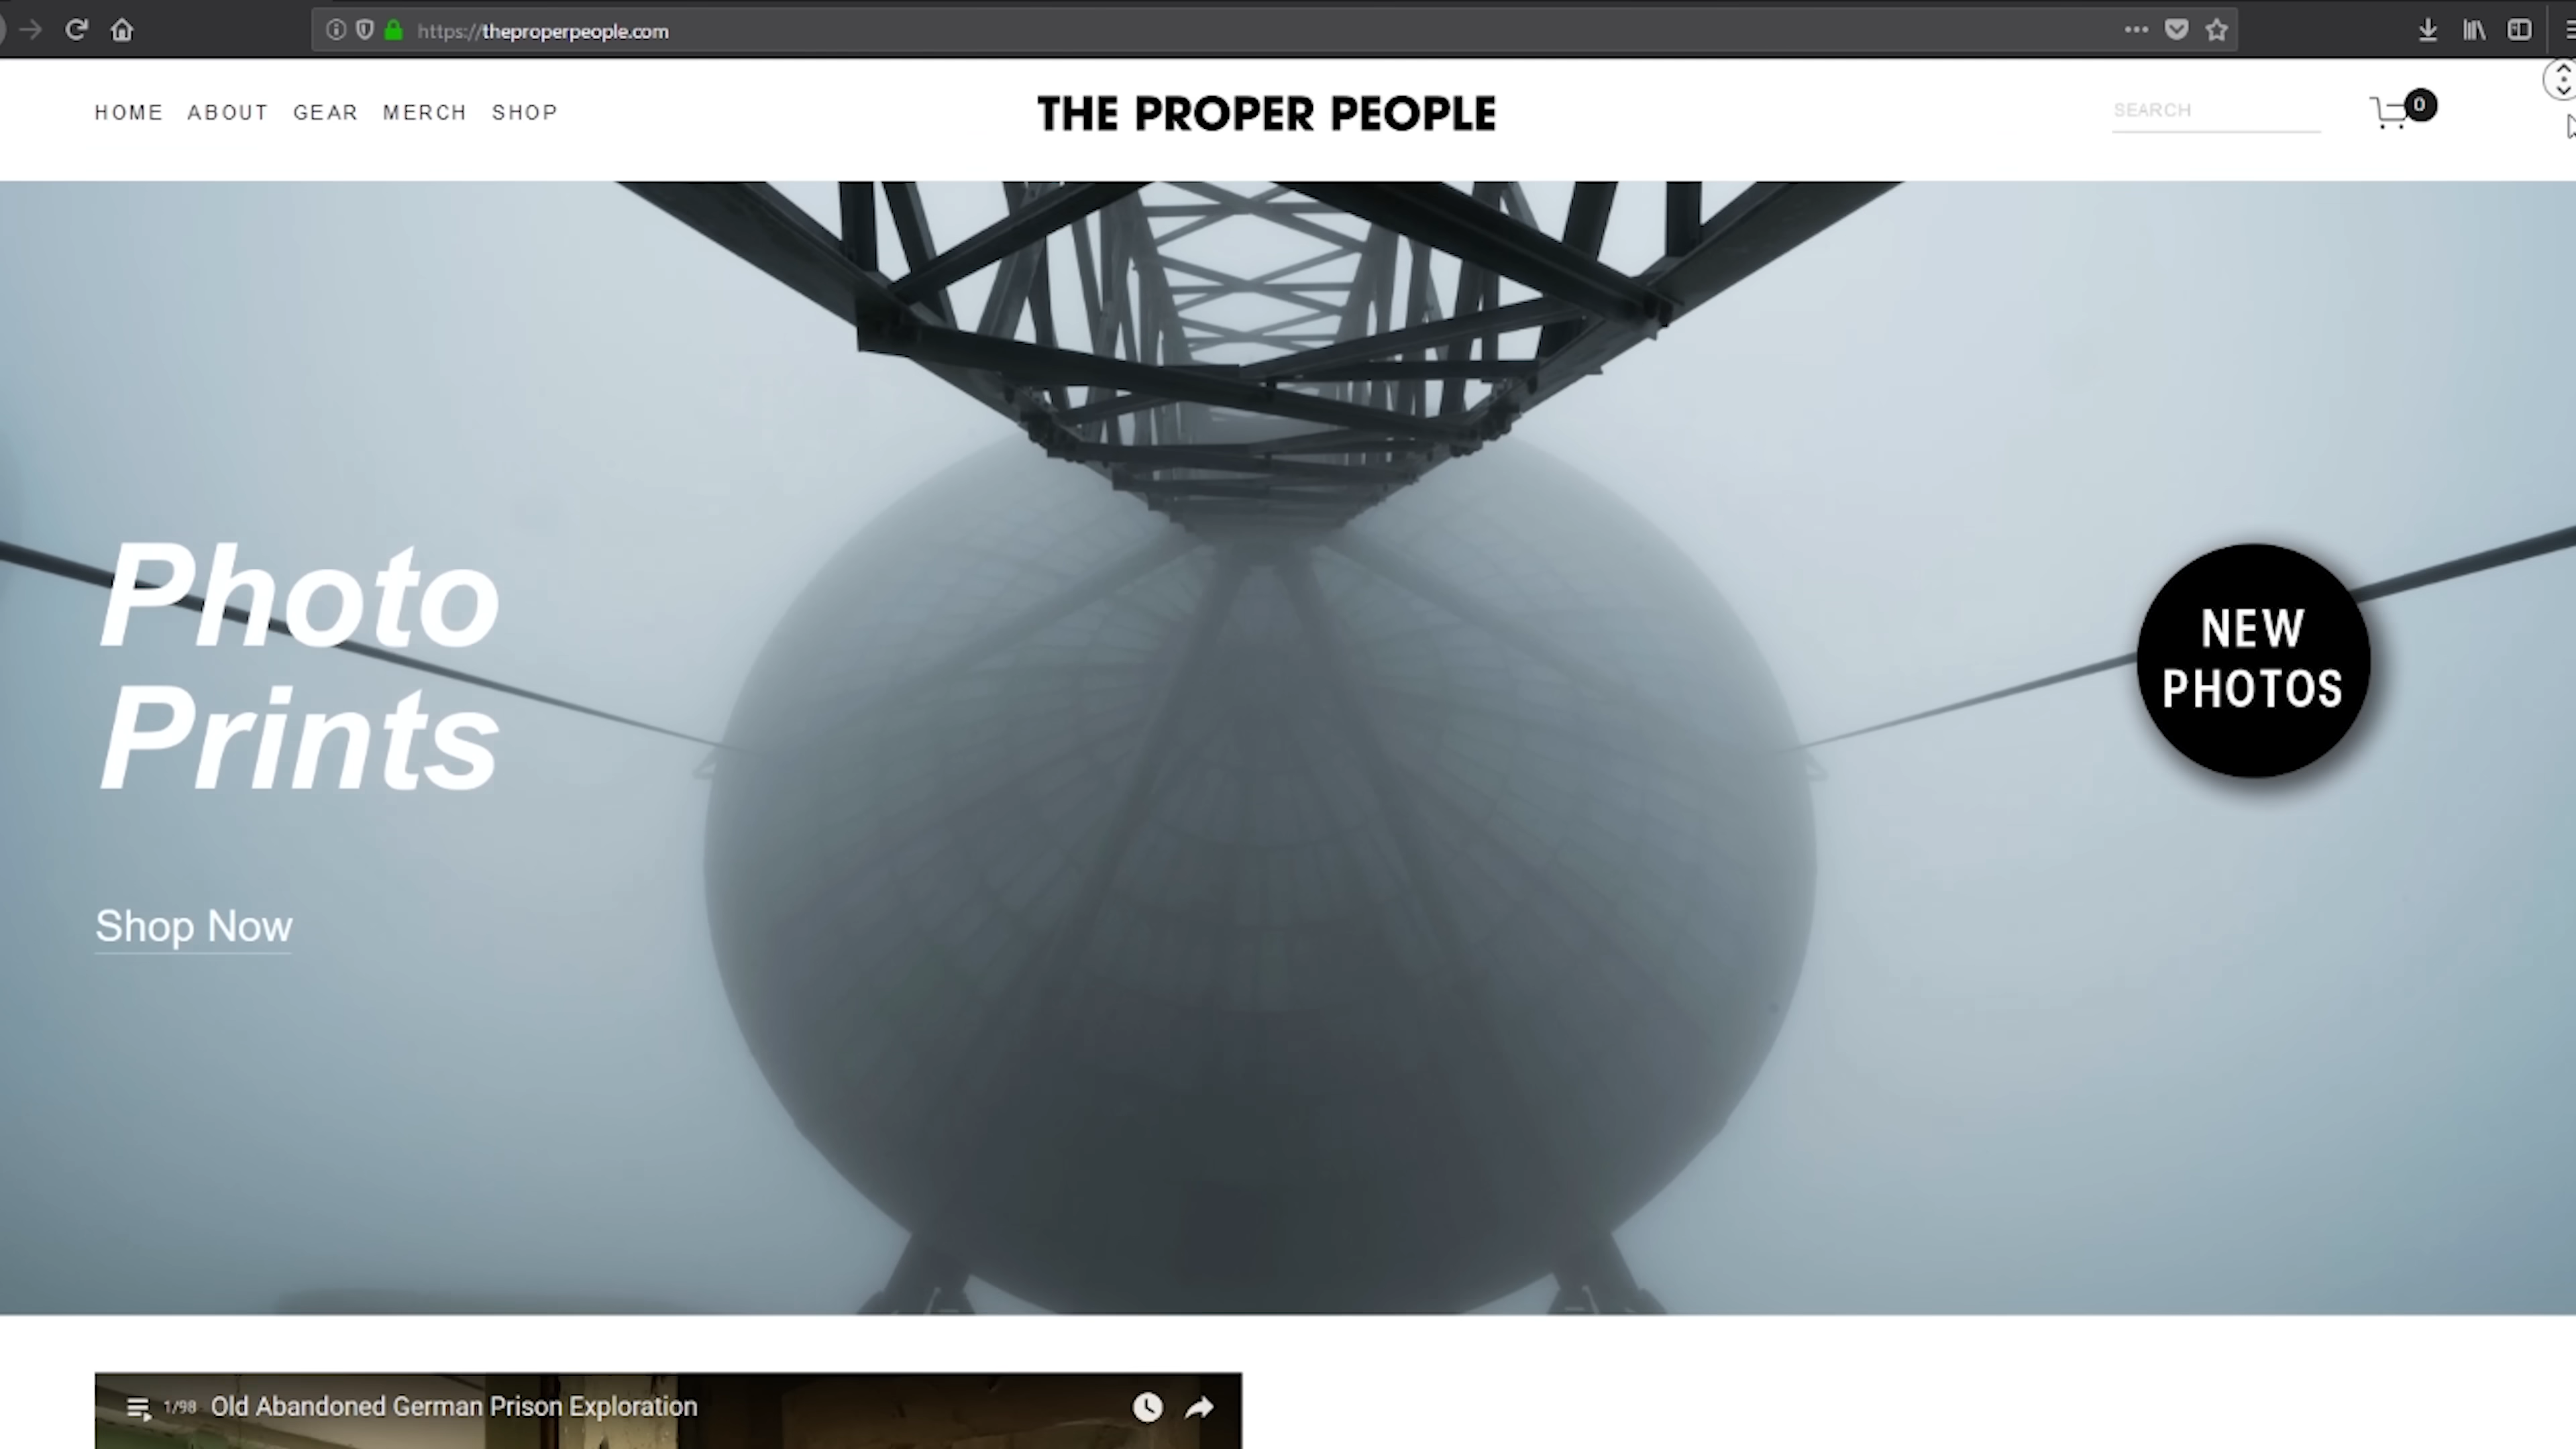 https://theproperpeople.com
HOME ABOUT GEAR MERCH SHOP
THE PROPER PEOPLE
SEARCH
0
Photo
Prints
NEW
PHOTOS
Shop Now
1/98 Old Abandoned German Prison Exploration